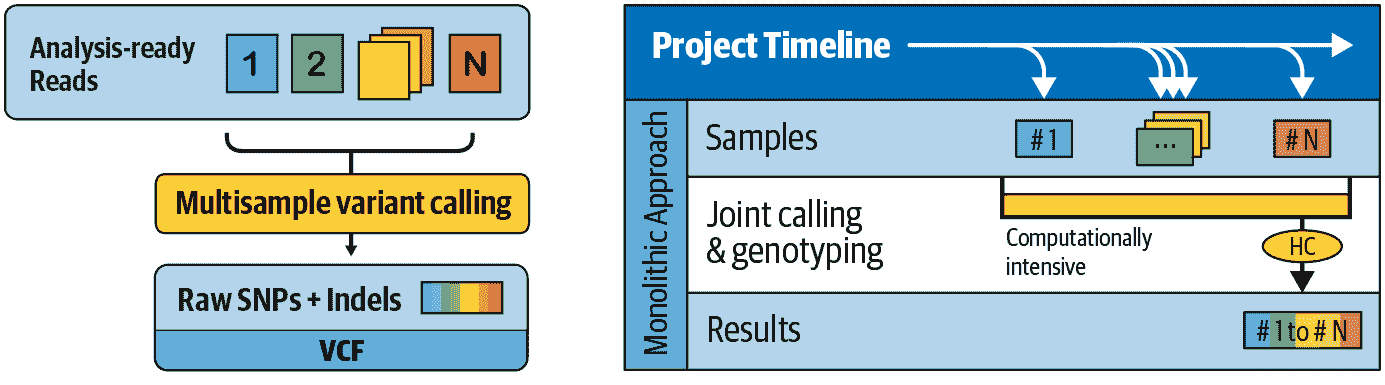 Analysis-ready
Reads
1
2
N
Multisample variant calling
Raw SNPs + Indels
VCF
Project Timeline
Monolithic Approach
Samples
# 1
...
# N
Joint calling
& genotyping
Computationally
intensive
HC
Results
# 1 to # N